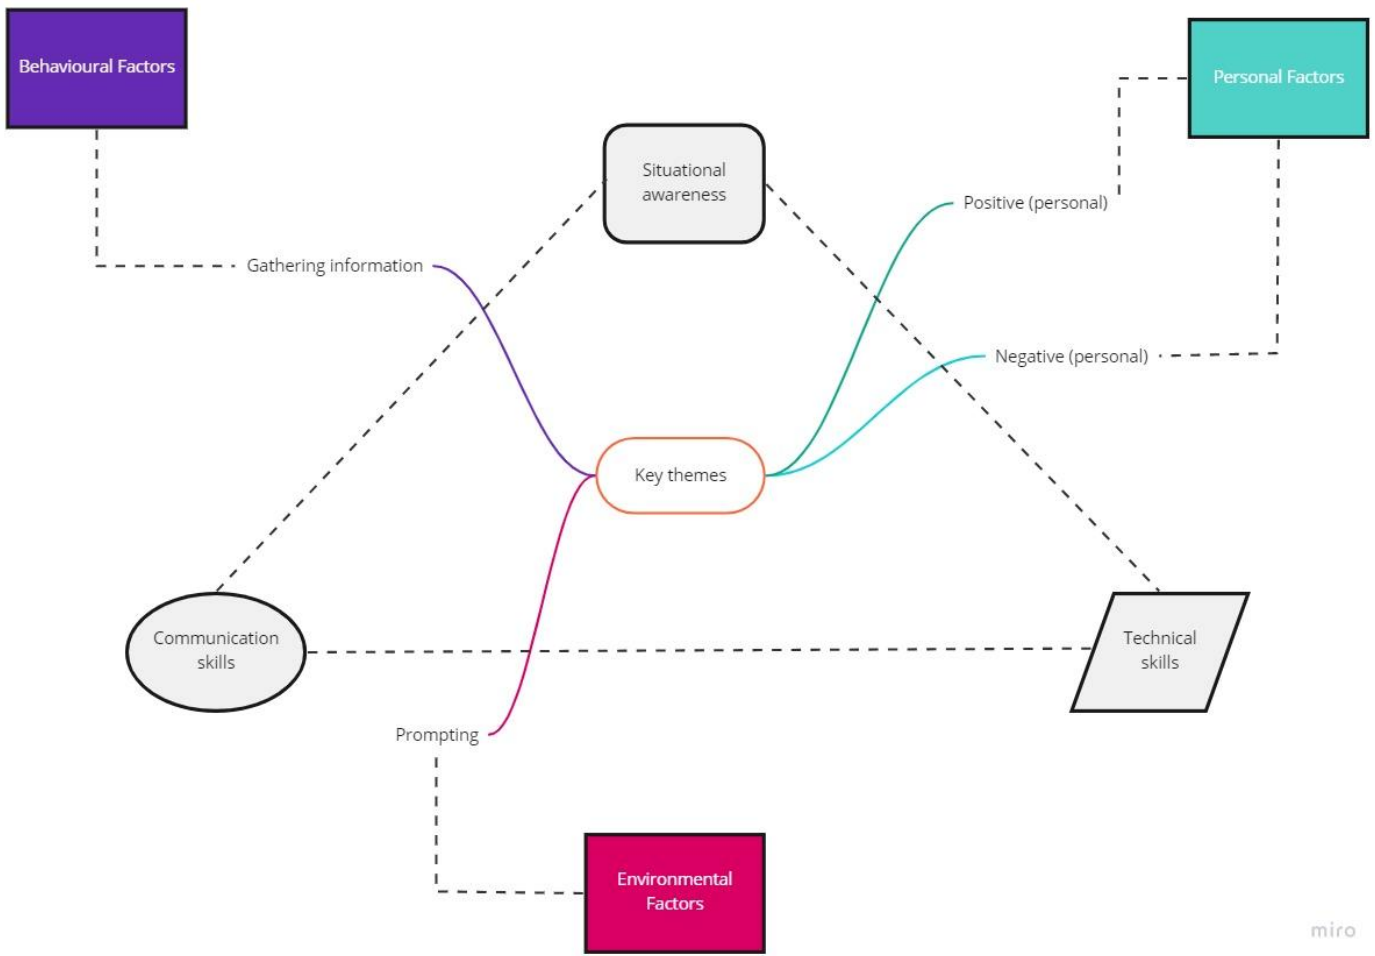 Behavioural Factors
Personal Factors
Situational
awareness
Positive (personal)
Gathering information
Negative (personal)
Key themes
Communication
skills
Technical
skills
Prompting
Environmental
Factors
miro